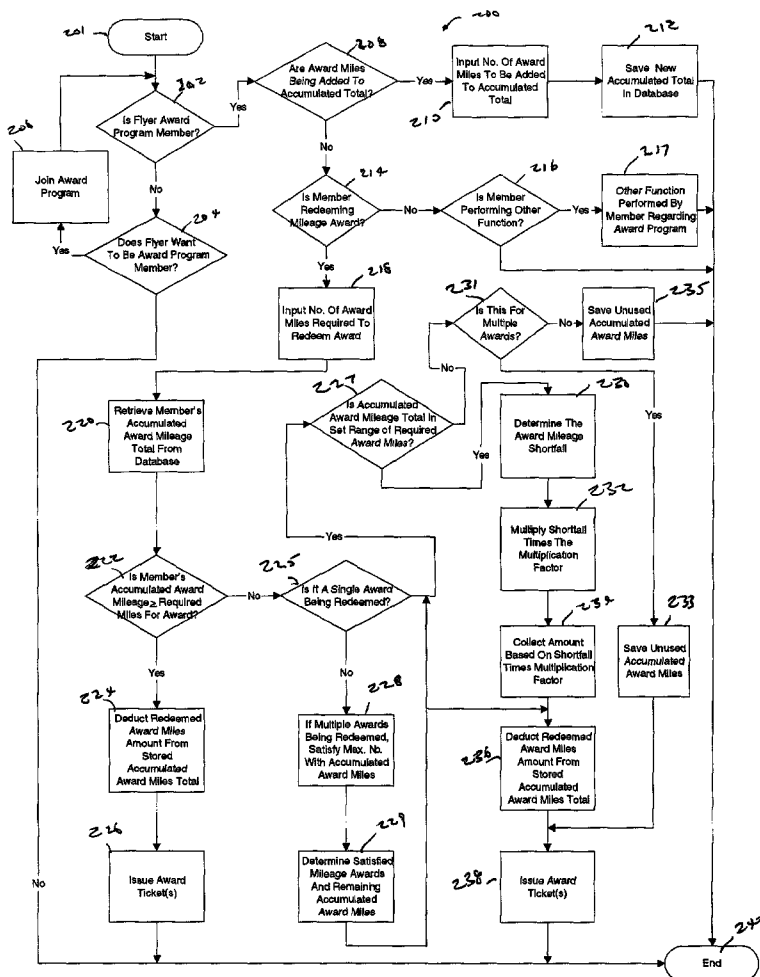 200
201
Start
202
Is Flyer Award
Program Member?
Yes
No
206
Join Award
Program
204
Does Flyer Want
To Be Award Program
Member?
Yes
No
208
Are Award Miles
Being Added To
Accumulated Total?
Yes
No
210
Input No. Of Award
Miles To Be Added
To Accumulated
Total
212
Save New
Accumulated Total
In Database
214
Is Member
Redeeming
Mileage Award?
No
Yes
216
Is Member
Performing Other
Function?
Yes
217
Other Function
Performed By
Member Regarding
Award Program
218
Input No. Of Award
Miles Required To
Redeem Award
220
Retrieve Member's
Accumulated
Award Mileage
Total From
Database
222
Is Member's
Accumulated Award
Mileage ≥ Required
Miles For Award?
No
Yes
224
Deduct Redeemed
Award Miles
Amount From
Stored
Accumulated
Award Miles Total
226
Issue Award
Ticket(s)
225
Is It A Single Award
Being Redeemed?
Yes
No
228
If Multiple Awards
Being Redeemed,
Satisfy Max. No.
With Accumulated
Award Miles
229
Determine Satisfied
Mileage Awards
And Remaining
Accumulated
Award Miles
227
Is Accumulated
Award Mileage Total In
Set Range of Required
Award Miles?
No
Yes
231
Is This For
Multiple
Awards?
No
Yes
235
Save Unused
Accumulated
Award Miles
230
Determine The
Award Mileage
Shortfall
232
Multiply Shortfall
Times The
Multiplication
Factor
234
Collect Amount
Based On Shortfall
Times Multiplication
Factor
233
Save Unused
Accumulated
Award Miles
236
Deduct Redeemed
Award Miles
Amount From
Stored
Accumulated
Award Miles Total
238
Issue Award
Ticket(s)
End